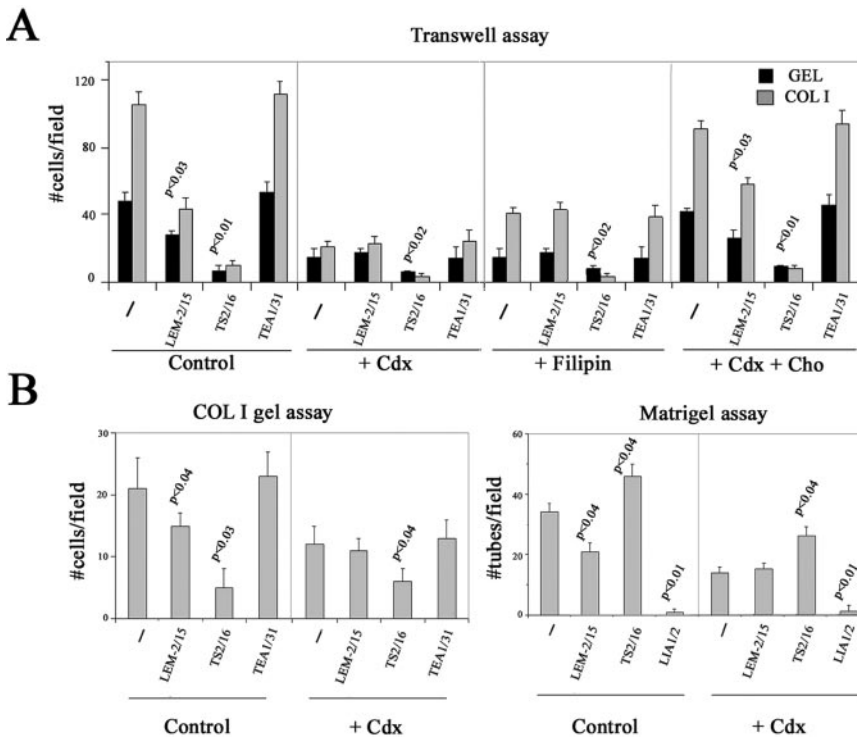 A
Transwell assay
GEL
COL I
#cells/field
120
80
40
0
p<0.03
p<0.01
p<0.02
p<0.02
p<0.03
p<0.01
/ LEM-2/15 TS2/16 TEA1/31 / LEM-2/15 TS2/16 TEA1/31 / LEM-2/15 TS2/16 TEA1/31 / LEM-2/15 TS2/16 TEA1/31
Control + Cdx + Filipin + Cdx + Cho
B
COL I gel assay
#cells/field
30
20
10
0
p<0.04
p<0.03
p<0.04
/ LEM-2/15 TS2/16 TEA1/31 / LEM-2/15 TS2/16 TEA1/31
Control + Cdx
Matrigel assay
#tubes/field
60
40
20
0
p<0.04
p<0.04
p<0.01
p<0.04
p<0.01
/ LEM-2/15 TS2/16 LIA1/2 / LEM-2/15 TS2/16 LIA1/2
Control + Cdx